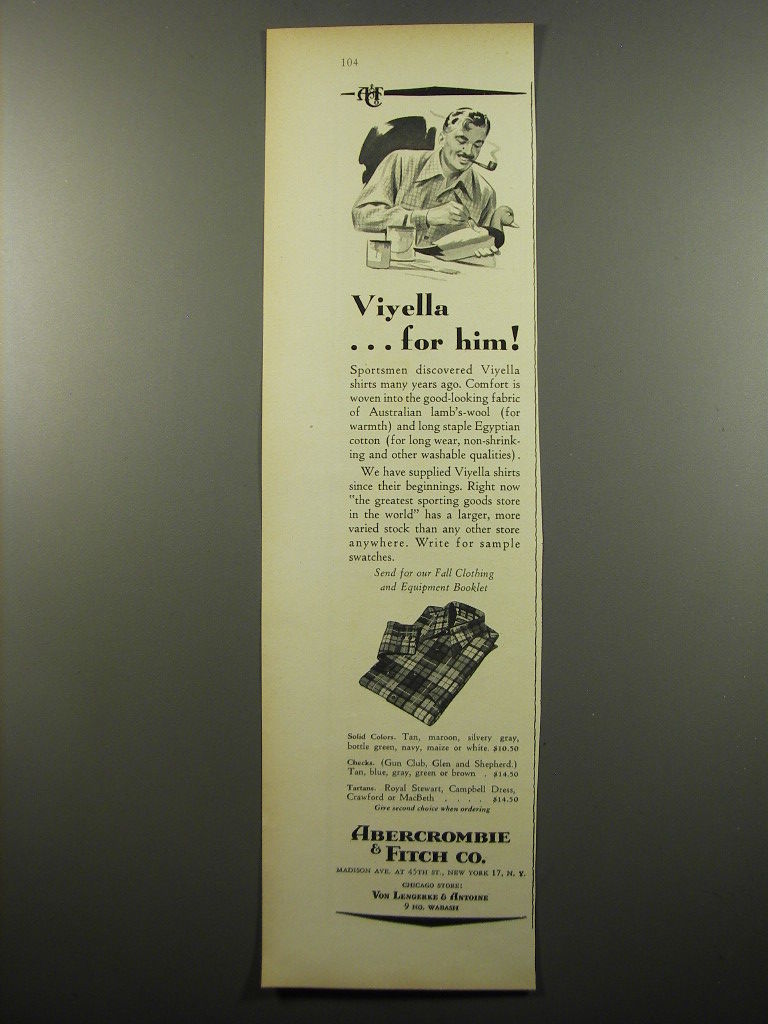 104
A&F Co
Viyella
... for him!
Sportsmen discovered Viyella
shirts many years ago. Comfort is
woven into the good-looking fabric
of Australian lamb's-wool (for
warmth) and long staple Egyptian
cotton (for long wear, non-shrink-
ing and other washable qualities).
We have supplied Viyella shirts
since their beginnings. Right now
"the greatest sporting goods store
in the world" has a larger, more
varied stock than any other store
anywhere. Write for sample
swatches.
Send for our Fall Clothing
and Equipment Booklet
Solid Colors. Tan, maroon, silvery gray,
bottle green, navy, maize or white. $10.50
Checks. (Gun Club, Glen and Shepherd.)
Tan, blue, gray, green or brown . $14.50
Tartans. Royal Stewart, Campbell Dress,
Crawford or MacBeth . . . . $14.50
Give second choice when ordering
ABERCROMBIE
& FITCH CO.
MADISON AVE. AT 45TH ST., NEW YORK 17, N. Y.
CHICAGO STORE:
VON LENGERKE & ANTOINE
9 NO. WABASH